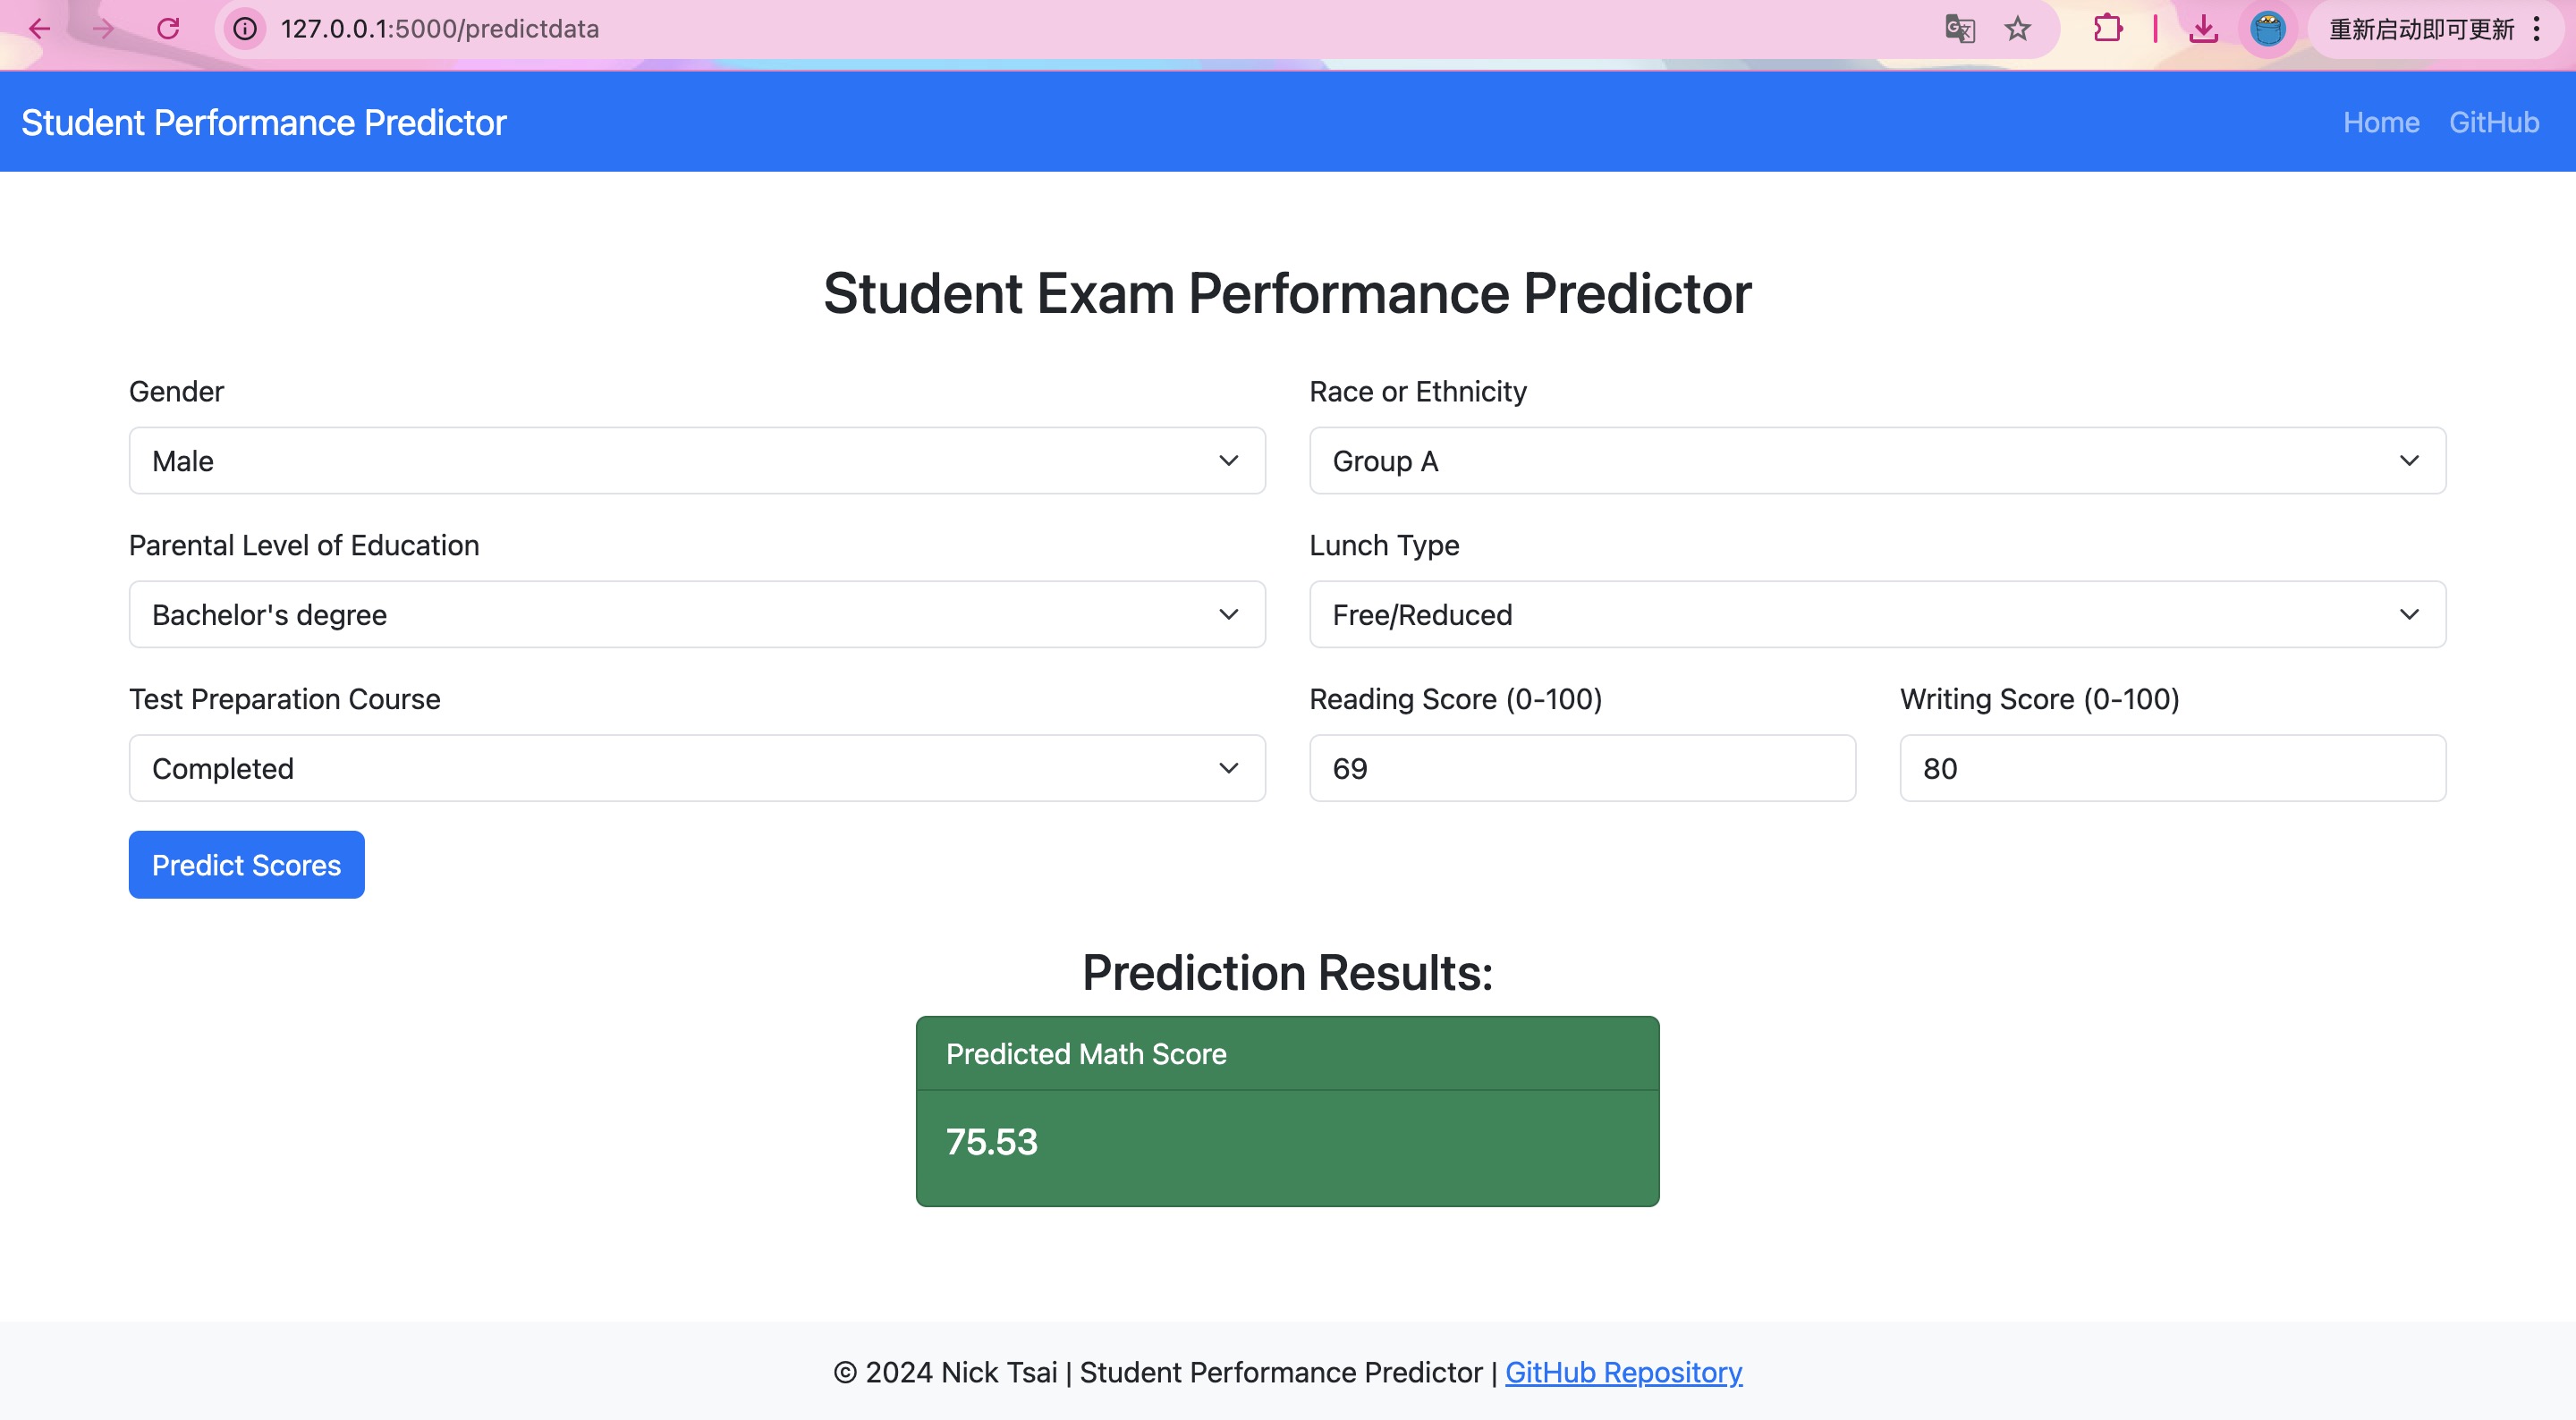 127.0.0.1:5000/predictdata
重新启动即可更新
Student Performance Predictor
Home GitHub
Student Exam Performance Predictor
Gender
Race or Ethnicity
Male
Group A
Parental Level of Education
Lunch Type
Bachelor's degree
Free/Reduced
Test Preparation Course
Reading Score (0-100)
Writing Score (0-100)
Completed
69
80
Predict Scores
Prediction Results:
Predicted Math Score
75.53
© 2024 Nick Tsai | Student Performance Predictor | GitHub Repository